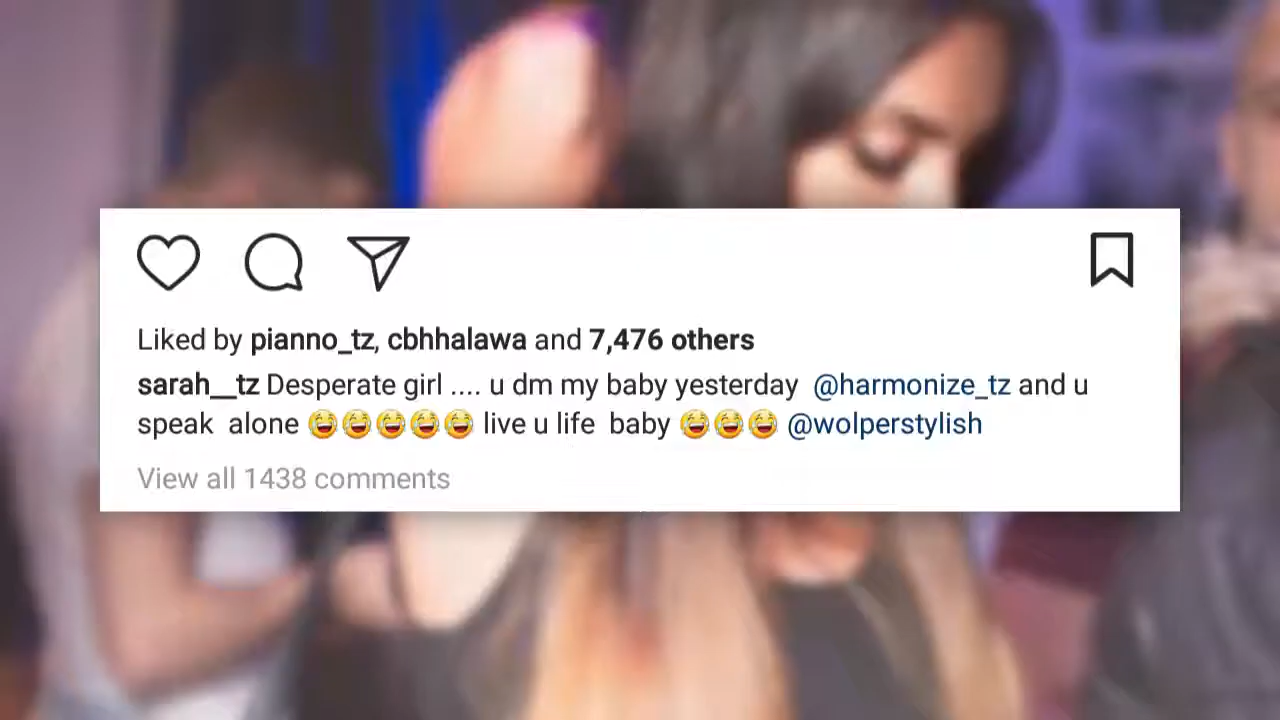 Liked by pianno_tz, cbhhalawa and 7,476 others
sarah__tz Desperate girl .... u dm my baby yesterday @harmonize_tz and u
speak alone 😂😂😂😂😂 live u life baby 😂😂😂 @wolperstylish
View all 1438 comments